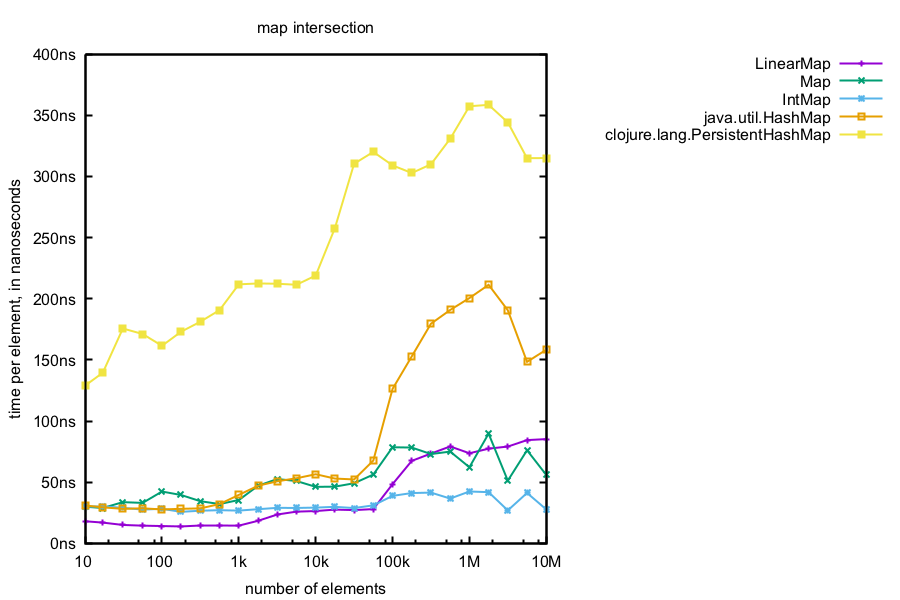 map intersection
400ns
350ns
300ns
250ns
200ns
150ns
100ns
50ns
0ns
time per element, in nanoseconds
10
100
1k
10k
100k
1M
10M
number of elements
LinearMap
Map
IntMap
java.util.HashMap
clojure.lang.PersistentHashMap